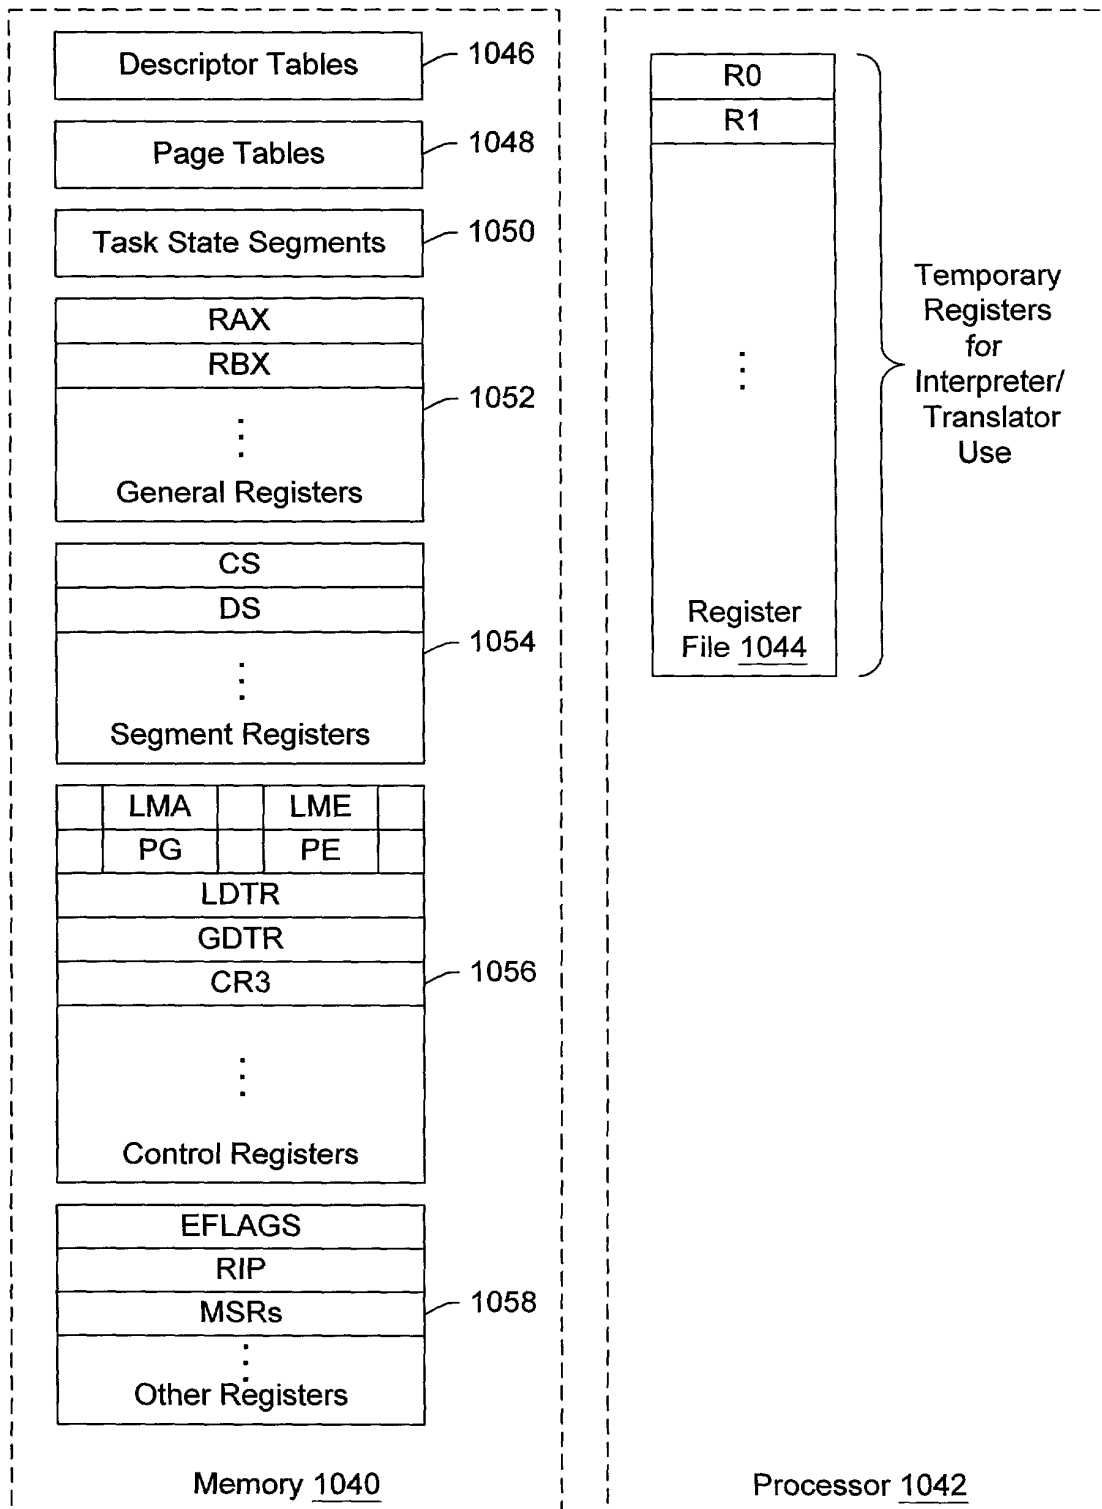 Descriptor Tables
1046
Page Tables
1048
Task State Segments
1050
RAX
RBX
1052
General Registers
CS
DS
1054
Segment Registers
LMA LME
PG PE
LDTR
GDTR
CR3
1056
Control Registers
EFLAGS
RIP
MSRs
1058
Other Registers
Memory 1040
R0
R1
Register
File 1044
Temporary
Registers
for
Interpreter/
Translator
Use
Processor 1042